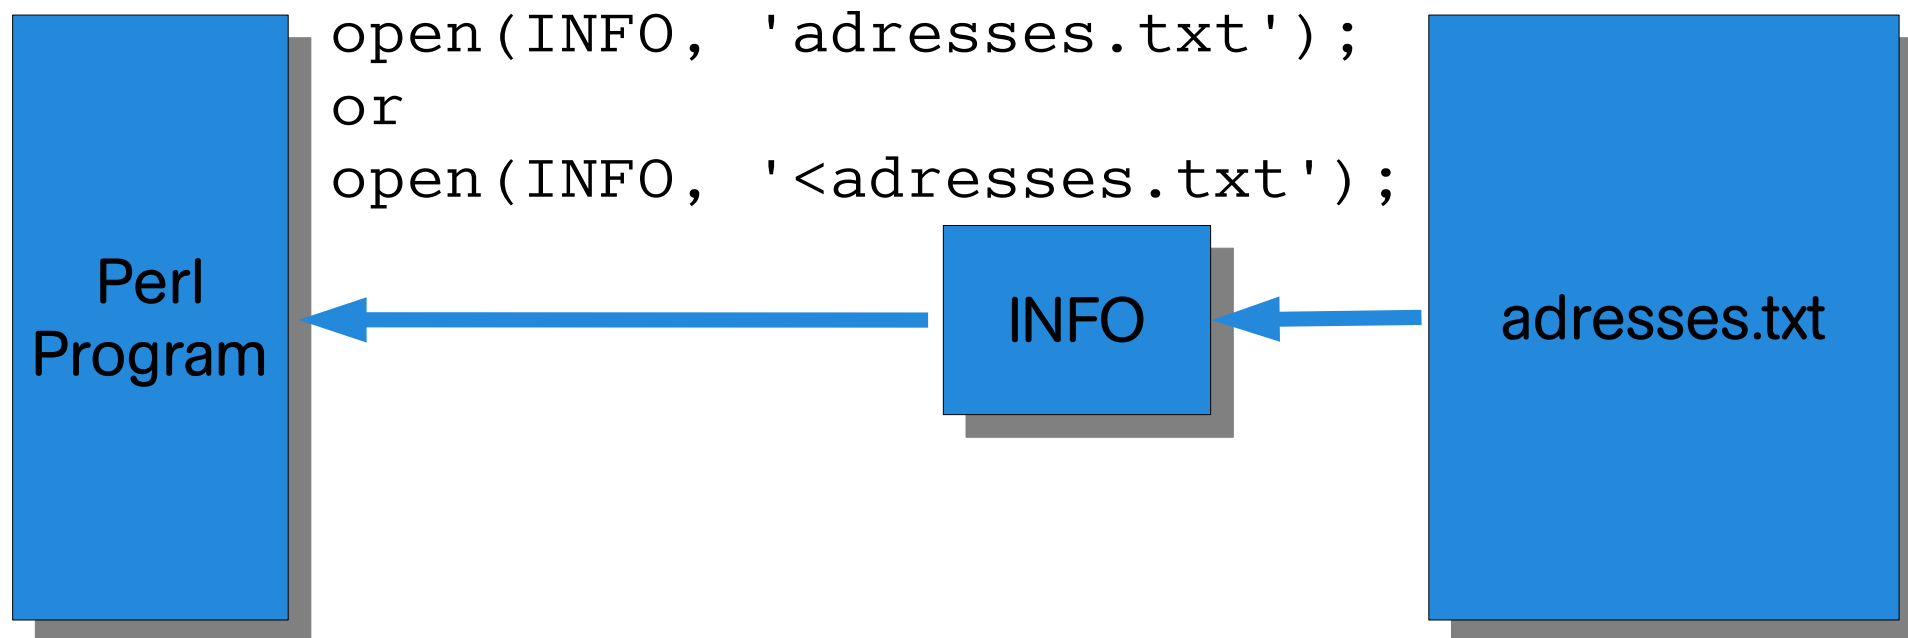 open(INFO, 'adresses.txt');
or
open(INFO, '<adresses.txt');
Perl
Program
INFO
adresses.txt